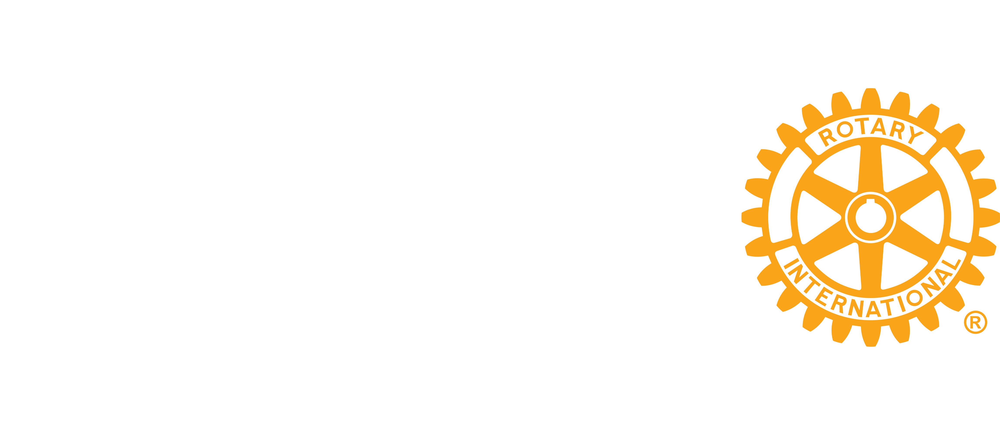 ROTARY
INTERNATIONAL
®